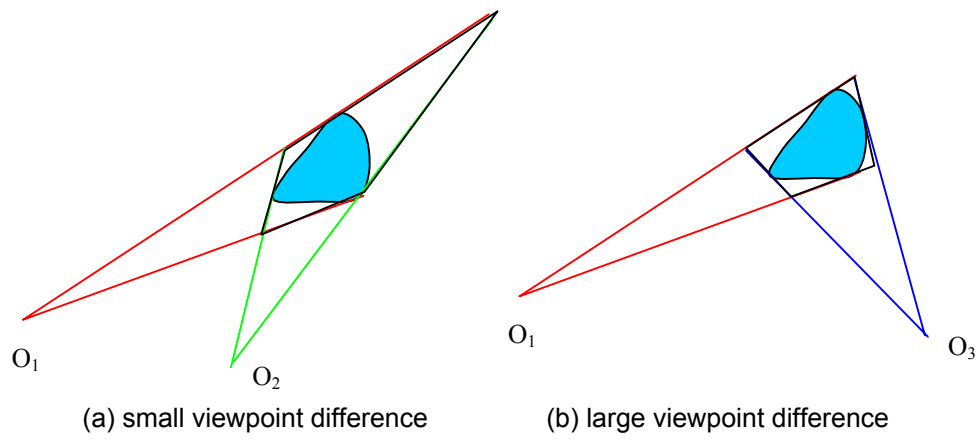 O₁
O₂
O₁
O₃
(a) small viewpoint difference
(b) large viewpoint difference